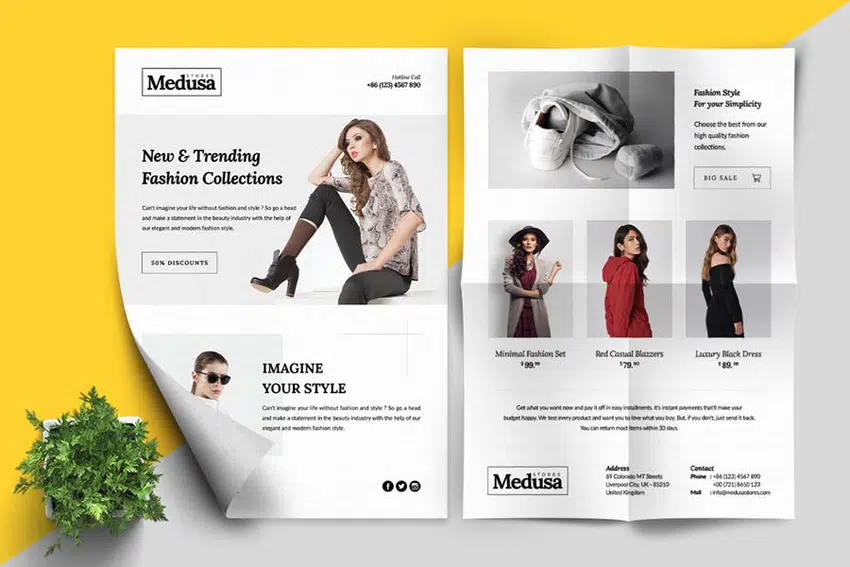 STORES
Medusa
Hotline Call
+86 (123) 4567 890
New & Trending
Fashion Collections
Can't imagine your life without fashion and style ? So go a head
and make a statement in the beauty industry with the help of
our elegant and modern fashion style.
50% DISCOUNTS
IMAGINE
YOUR STYLE
Can't imagine your life without fashion and style ? So go a head
and make a statement in the beauty industry with the help of our
elegant and modern fashion style.
Fashion Style
For your Simplicity
Choose the best from our
high quality fashion
collections.
BIG SALE
Minimal Fashion Set
$99.99
Red Casual Blazzers
$79.90
Luxury Black Dress
$89.98
Get what you want now and pay it off in easy installments. It's instant payments that'll make your
budget happy. We test every product and want you to love what you buy. But, if you don't, just send it back.
You can return most items within 30 days.
STORES
Medusa
Address
89 Colorado MT Streets
Liverpool City, UK - 85210
United Kingdom
Contact
Phone : +86 (123) 4567 890
+00 (721) 8650 123
Mail : info@medusastores.com